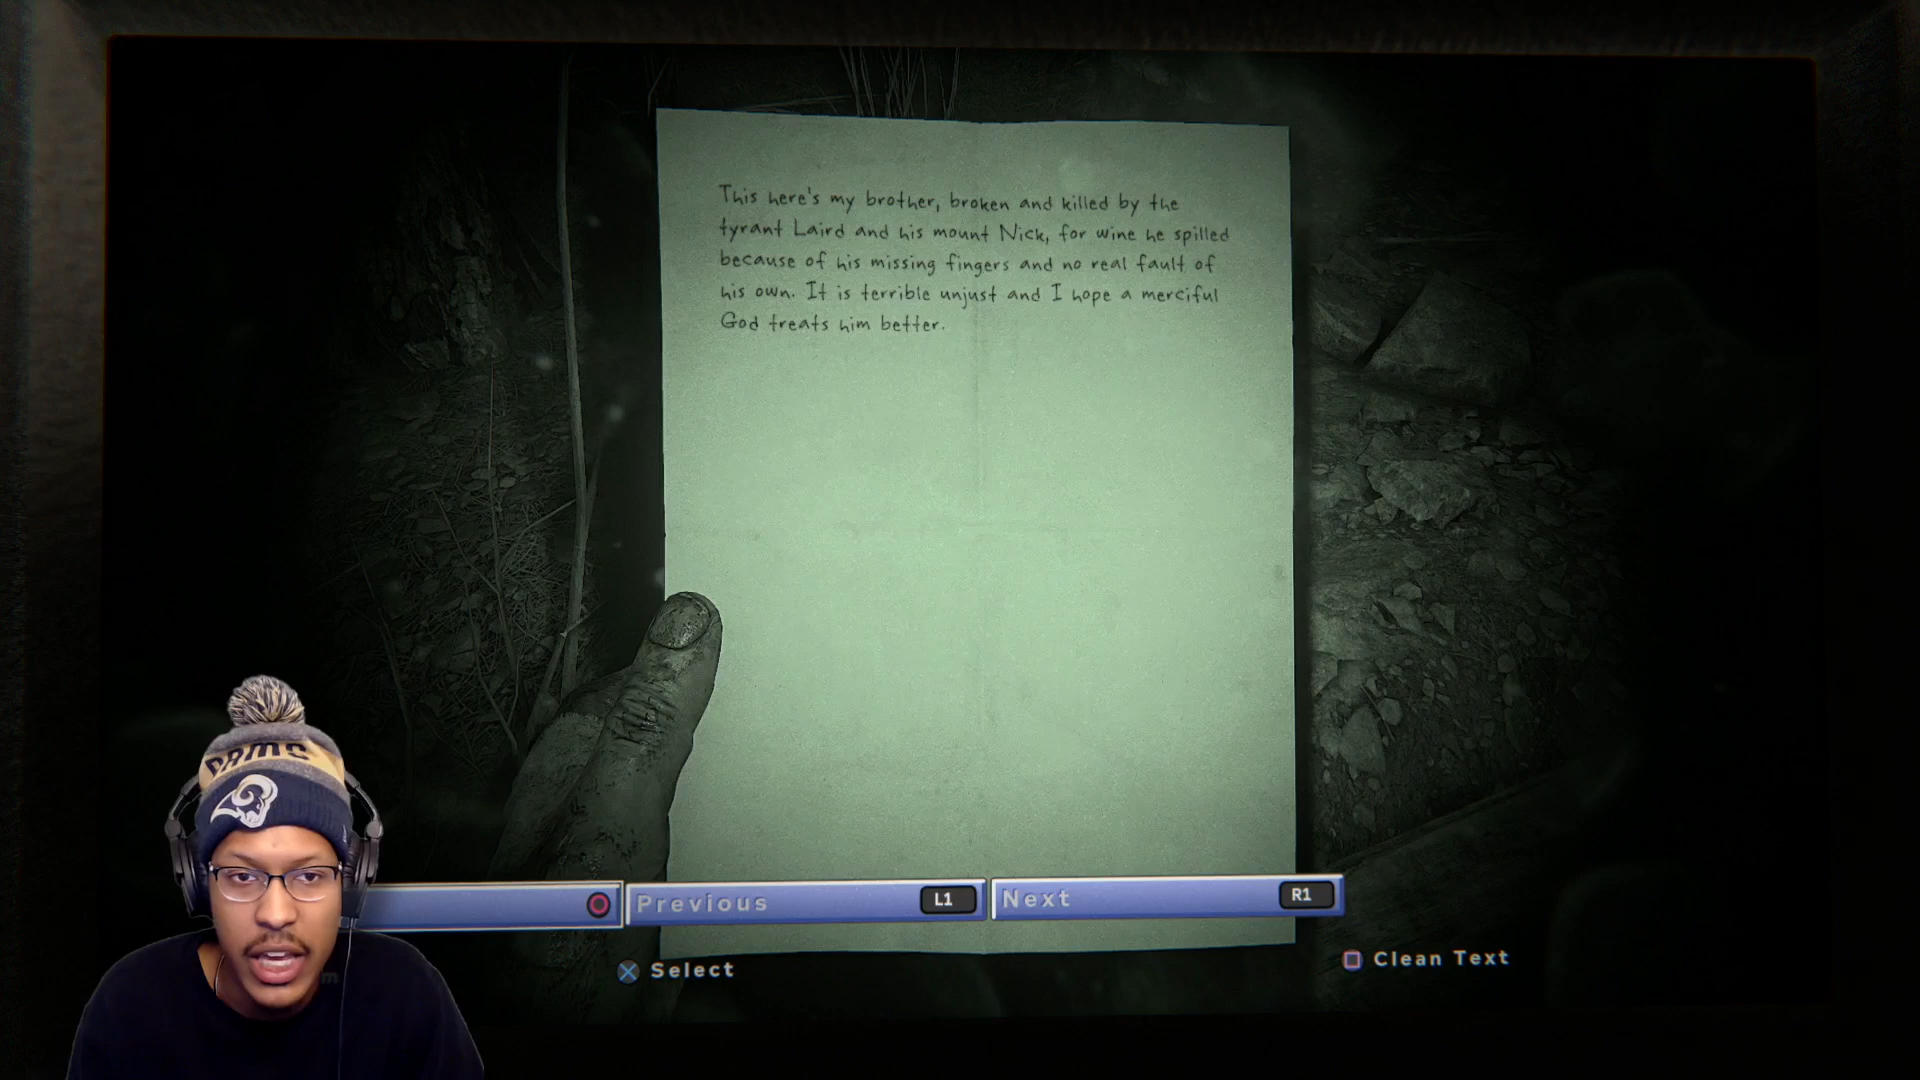 This here's my brother, broken and killed by the
tyrant Laird and his mount Nick, for wine he spilled
because of his missing fingers and no real fault of
his own. It is terrible unjust and I hope a merciful
God treats him better.
RAMS
Previous L1
Next R1
Select
Clean Text